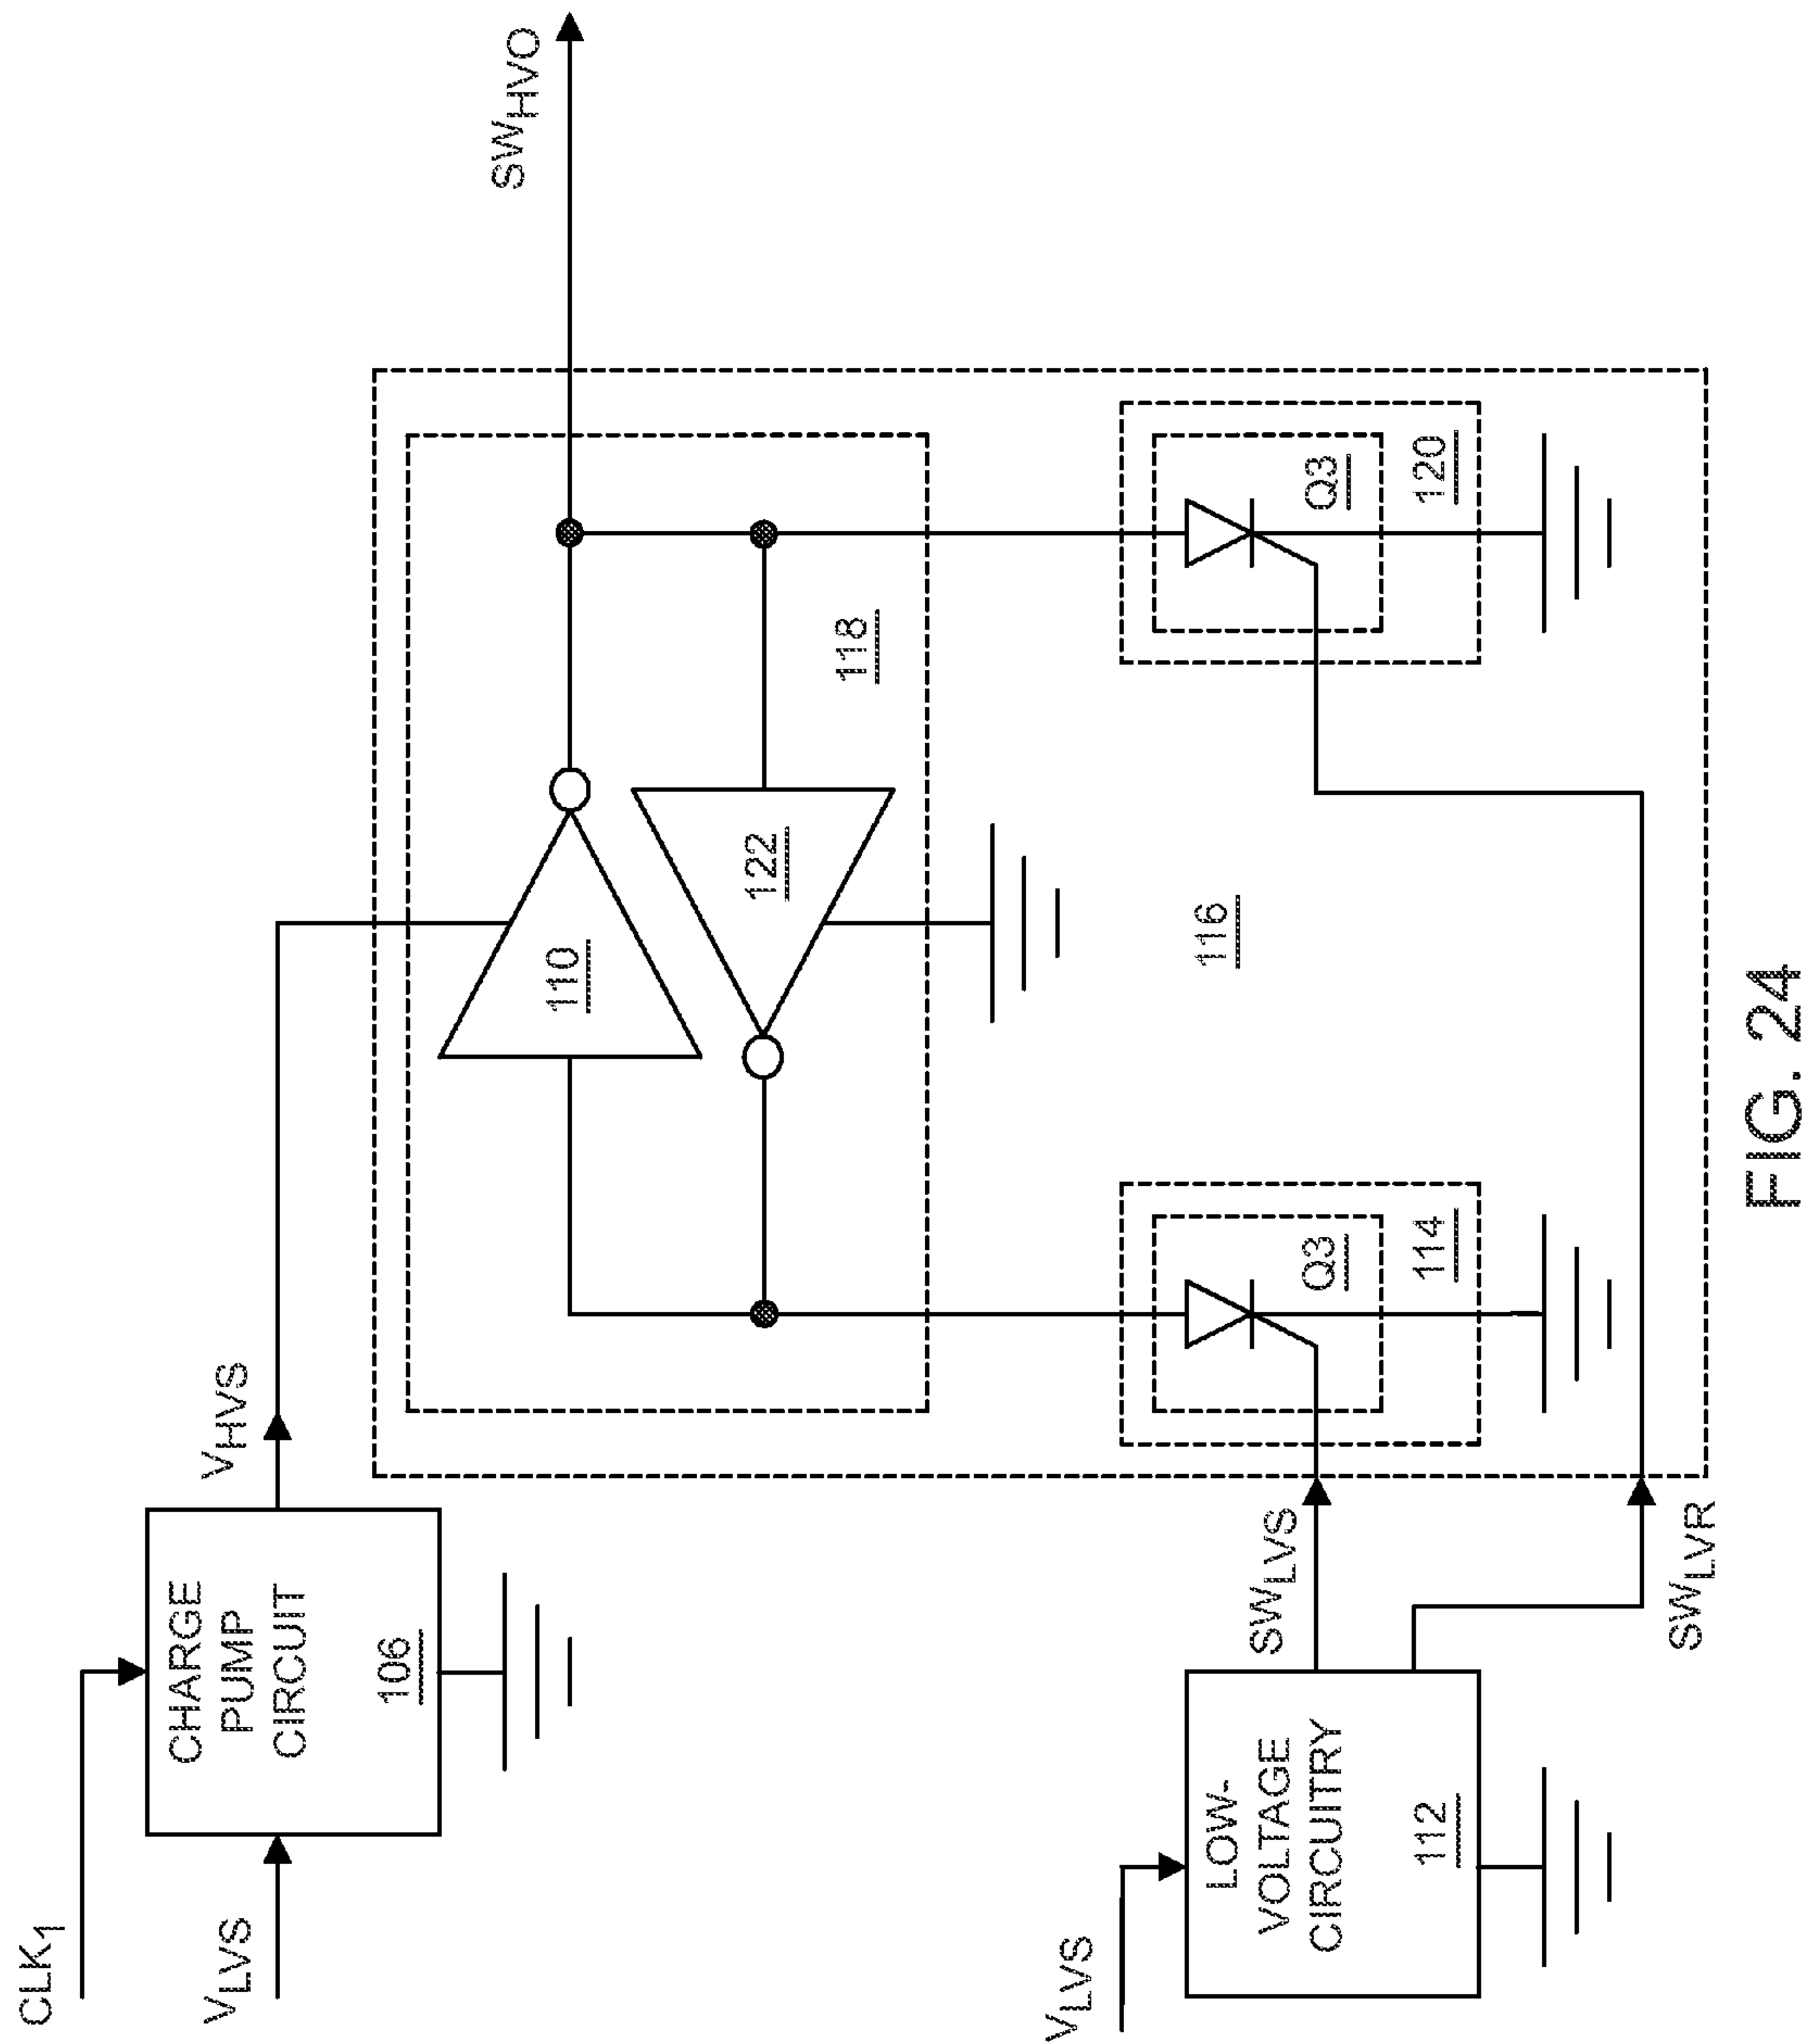 CLK1
VLVS
CHARGE
PUMP
CIRCUIT
106
VHVS
SWHVO
110
122
118
VLVS
LOW-
VOLTAGE
CIRCUITRY
112
SWLVS
SWLVR
Q3
114
116
Q3
120
FIG. 24